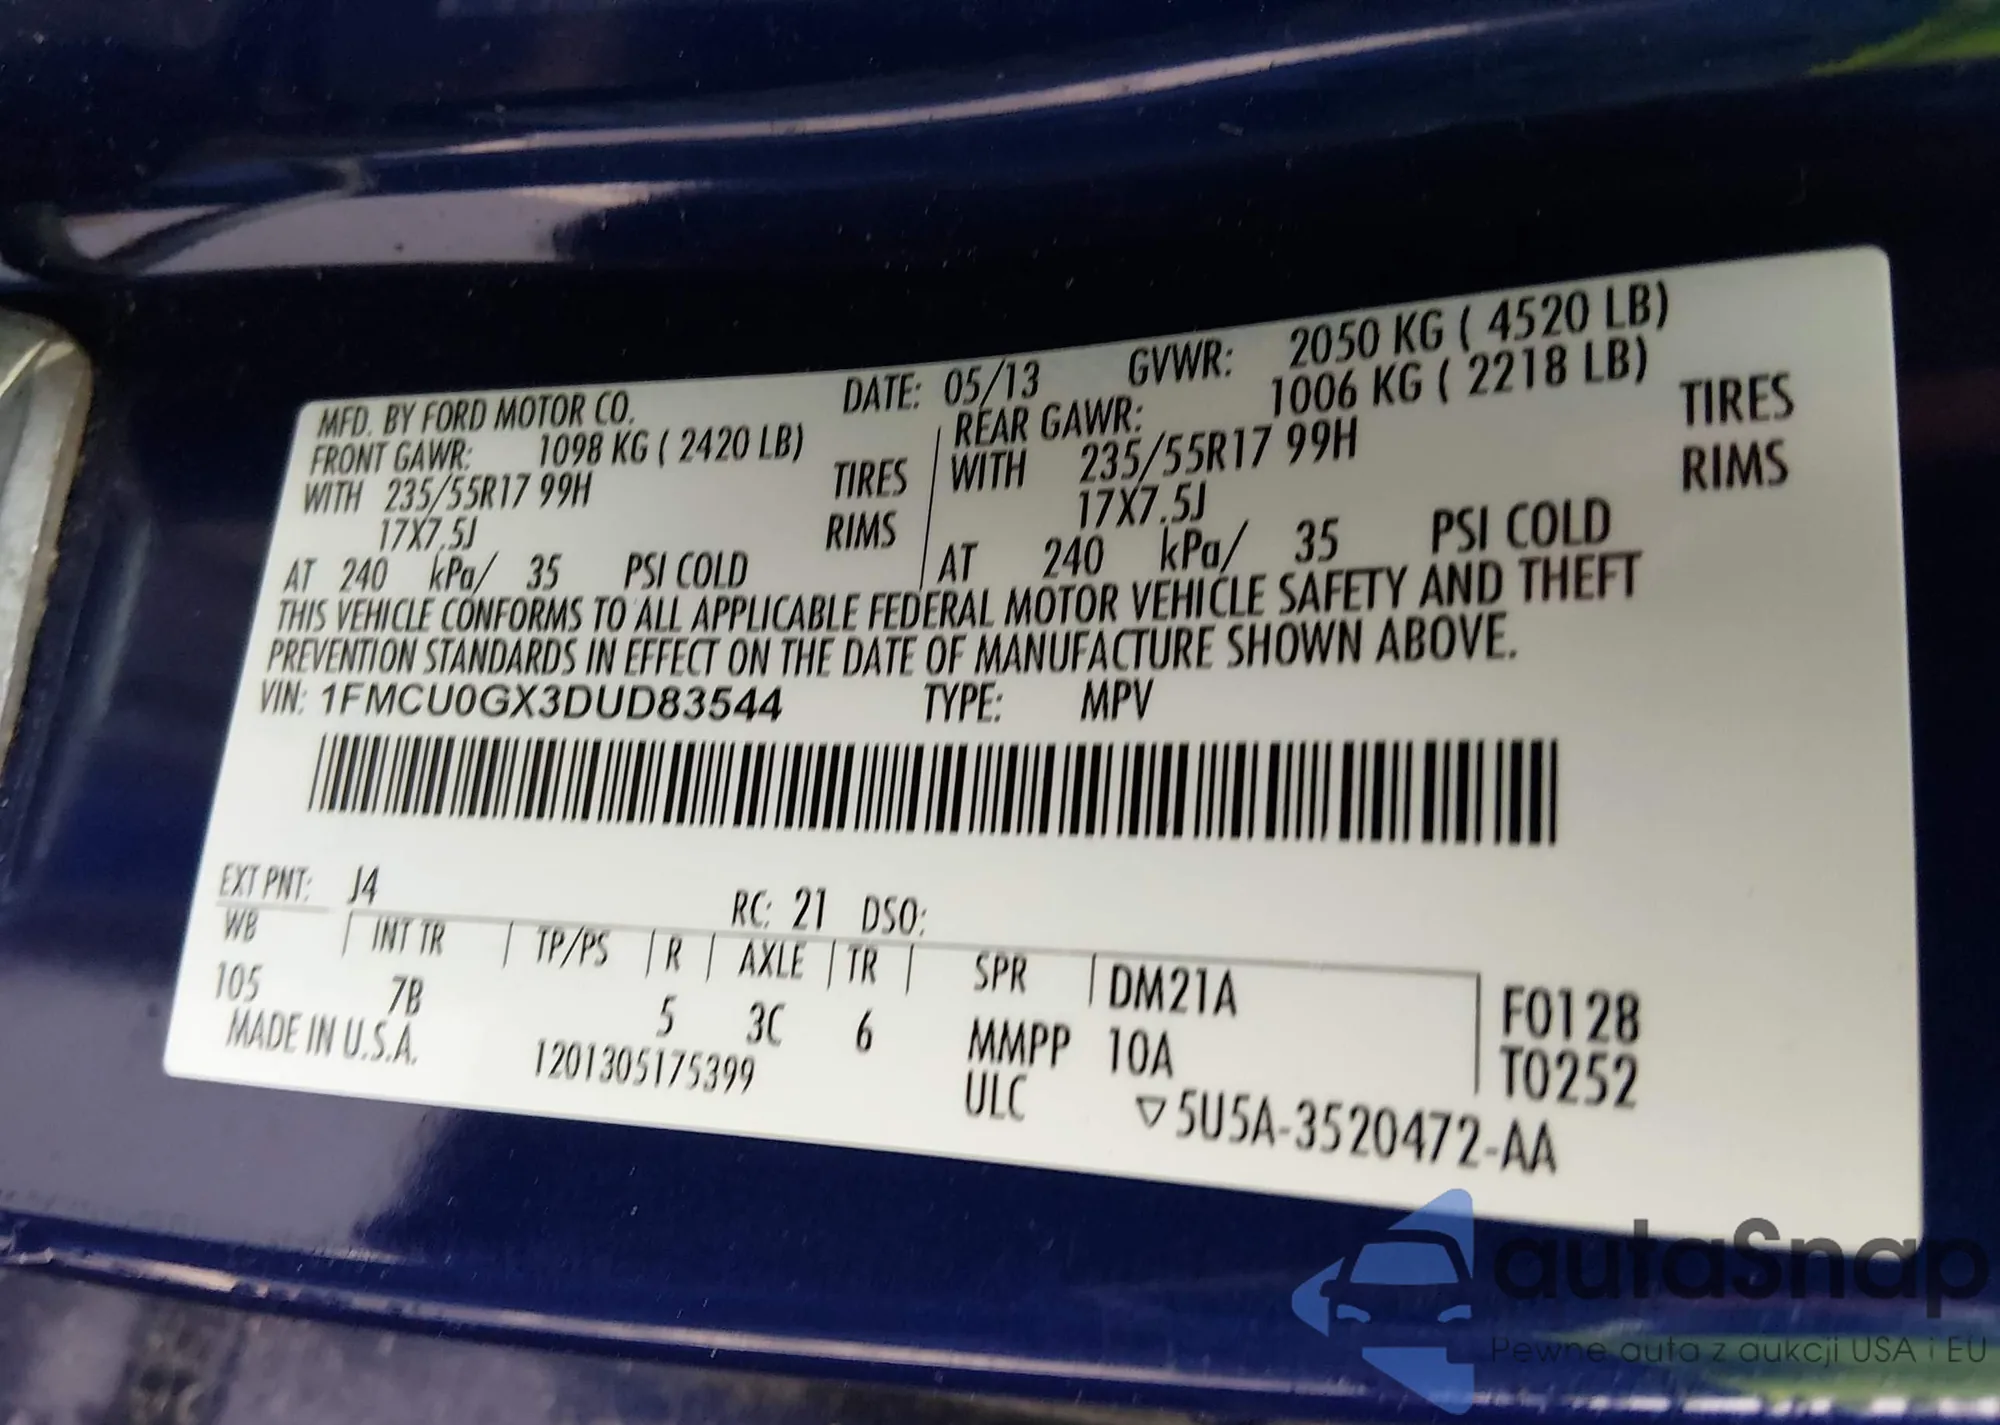 MFD. BY FORD MOTOR CO. DATE: 05/13 GVWR: 2050 KG ( 4520 LB)
FRONT GAWR: 1098 KG ( 2420 LB) REAR GAWR: 1006 KG ( 2218 LB)
WITH 235/55R17 99H TIRES WITH 235/55R17 99H TIRES
17X7.5J RIMS 17X7.5J RIMS
AT 240 kPa/ 35 PSI COLD AT 240 kPa/ 35 PSI COLD
THIS VEHICLE CONFORMS TO ALL APPLICABLE FEDERAL MOTOR VEHICLE SAFETY AND THEFT
PREVENTION STANDARDS IN EFFECT ON THE DATE OF MANUFACTURE SHOWN ABOVE.
VIN: 1FMCU0GX3DUD83544 TYPE: MPV
EXT PNT: J4 RC: 21 DSO:
WB INT TR TP/PS R AXLE TR SPR DM21A F0128
105 7B 5 3C 6 MMPP 10A T0252
MADE IN U.S.A. 1201305175399 ULC ▽5U5A-3520472-AA
autaSnap
Pewne auta z aukcji USA i EU